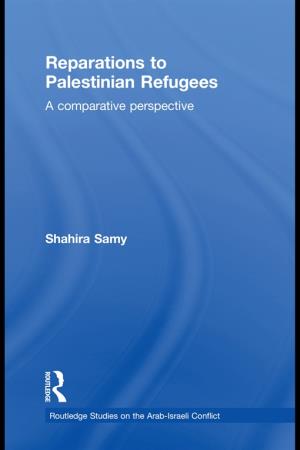 Reparations to
Palestinian Refugees
A comparative perspective
Shahira Samy
ROUTLEDGE
Routledge Studies on the Arab-Israeli Conflict